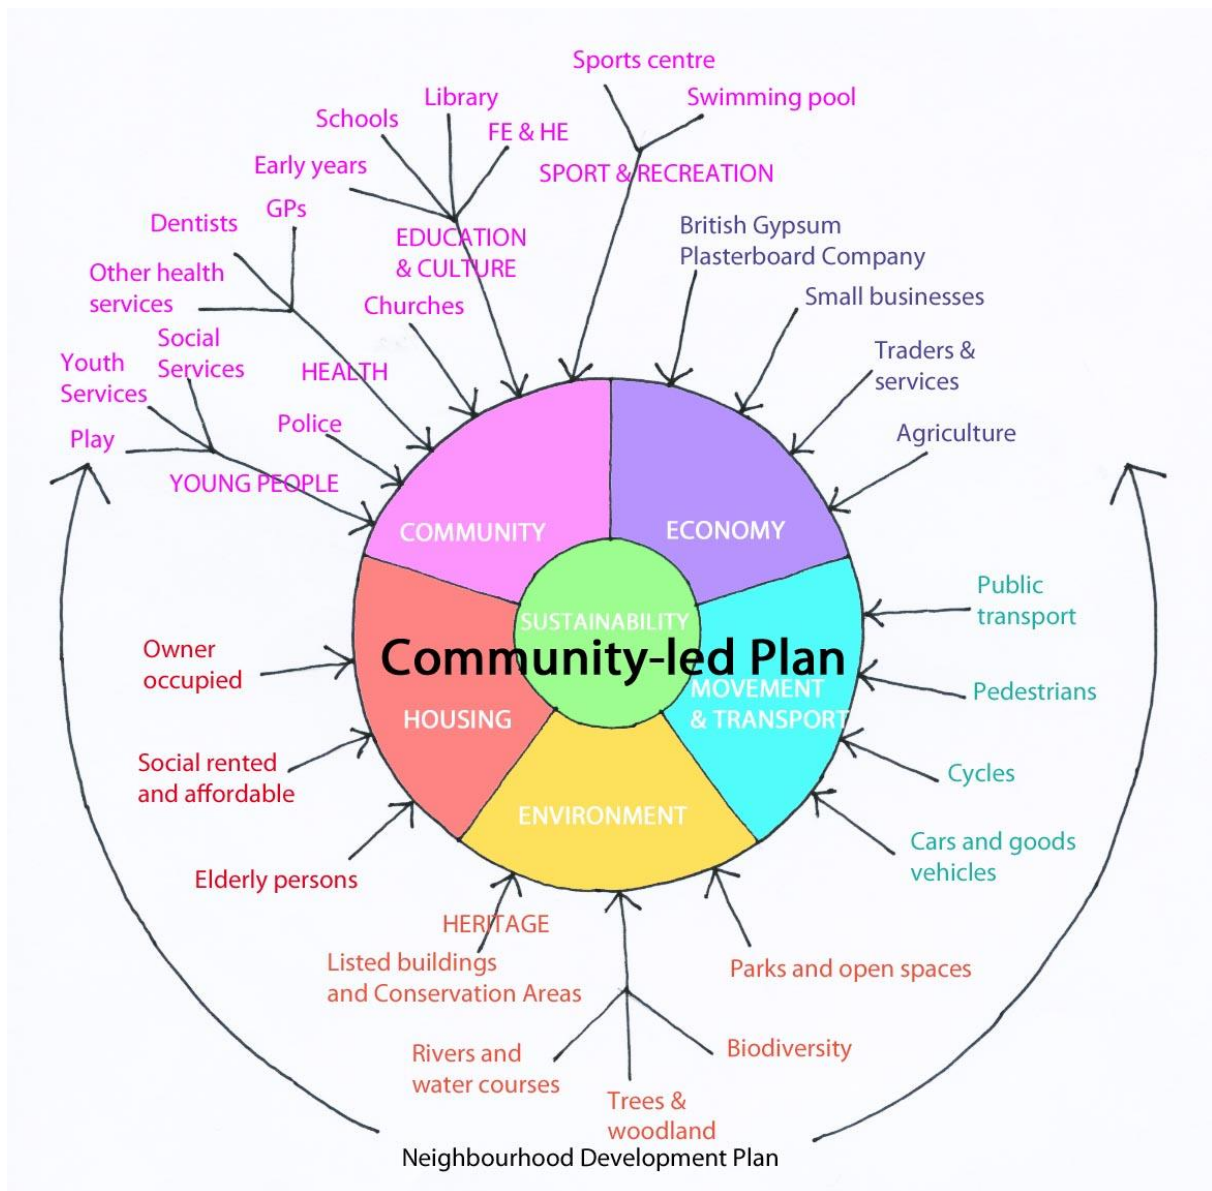 Sports centre
Library
Swimming pool
Schools
FE & HE
Early years
SPORT & RECREATION
GPs
Dentists
British Gypsum
Plasterboard Company
EDUCATION
& CULTURE
Other health
services
Small businesses
Churches
Social
Services
Youth
Services
HEALTH
Traders &
services
Play
Police
Agriculture
YOUNG PEOPLE
COMMUNITY
ECONOMY
SUSTAINABILITY
Community-led Plan
MOVEMENT
& TRANSPORT
HOUSING
ENVIRONMENT
Public
transport
Pedestrians
Cycles
Cars and goods
vehicles
Owner
occupied
Social rented
and affordable
Elderly persons
HERITAGE
Listed buildings
and Conservation Areas
Parks and open spaces
Rivers and
water courses
Biodiversity
Trees &
woodland
Neighbourhood Development Plan